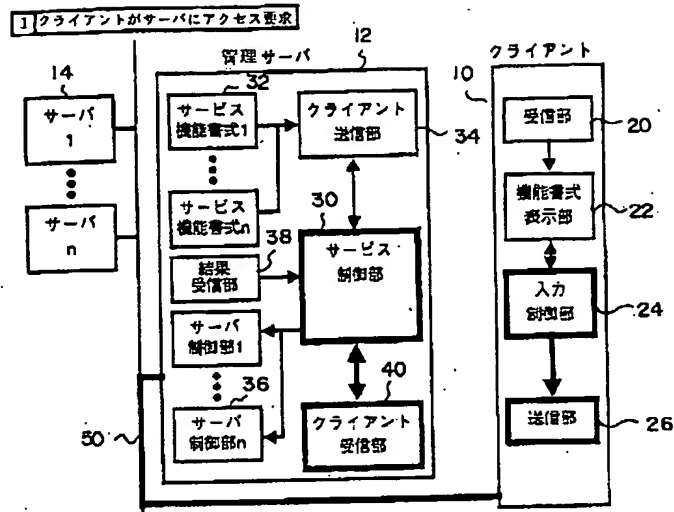 1 クライアントがサーバにアクセス要求
管理サーバ
12
クライアント
14
サーバ
1
サーバ
n
32
サービス
機能書式1
サービス
機能書式n
クライアント
送信部
34
30
サービス
制御部
38
結果
受信部
サーバ
制御部1
36
サーバ
制御部n
40
クライアント
受信部
50
10
受信部
20
機能書式
表示部
22
入力
制御部
24
送信部
26